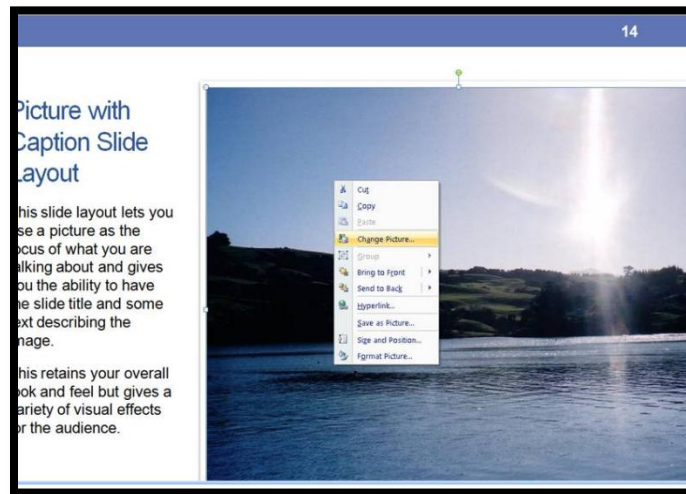 14
Picture with
Caption Slide
Layout
his slide layout lets you
se a picture as the
ocus of what you are
alking about and gives
ou the ability to have
he slide title and some
ext describing the
mage.
his retains your overall
ok and feel but gives a
ariety of visual effects
or the audience.
Cut
Copy
Paste
Change Picture...
Group
Bring to Front
Send to Back
Hyperlink...
Save as Picture...
Size and Position...
Format Picture...